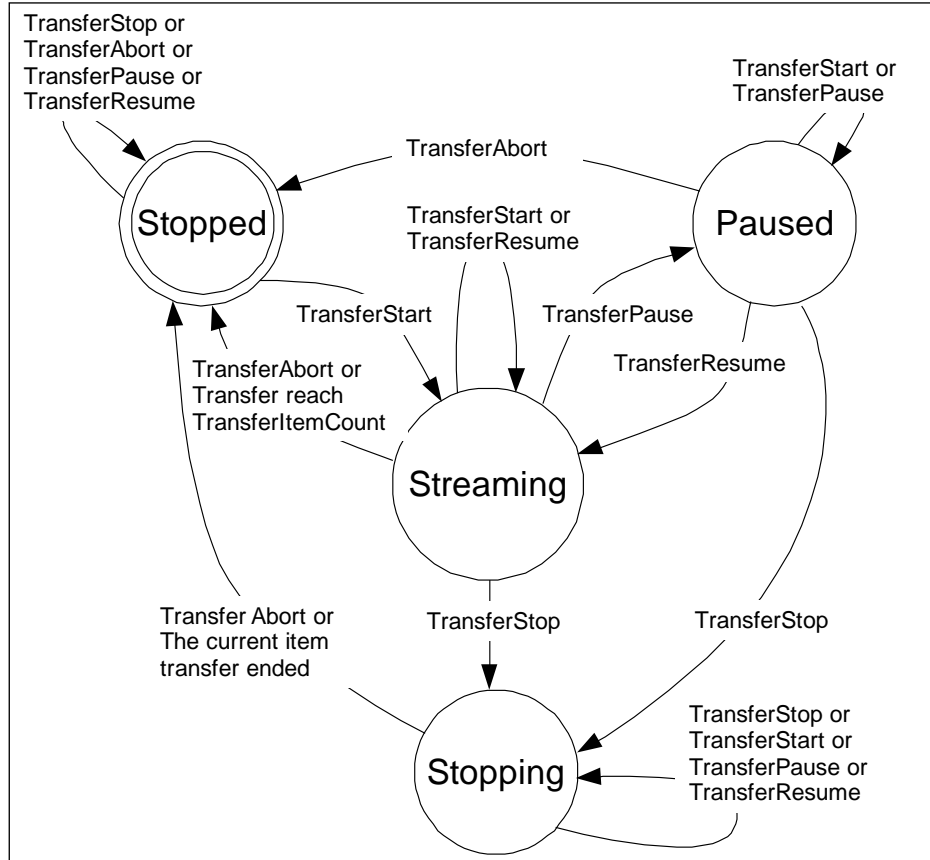 TransferStop or
TransferAbort or
TransferPause or
TransferResume
TransferStart or
TransferPause
TransferAbort
Stopped
TransferStart or
TransferResume
Paused
TransferStart
TransferPause
TransferAbort or
Transfer reach
TransferItemCount
TransferResume
Streaming
Transfer Abort or
The current item
transfer ended
TransferStop
TransferStop
Stopping
TransferStop or
TransferStart or
TransferPause or
TransferResume